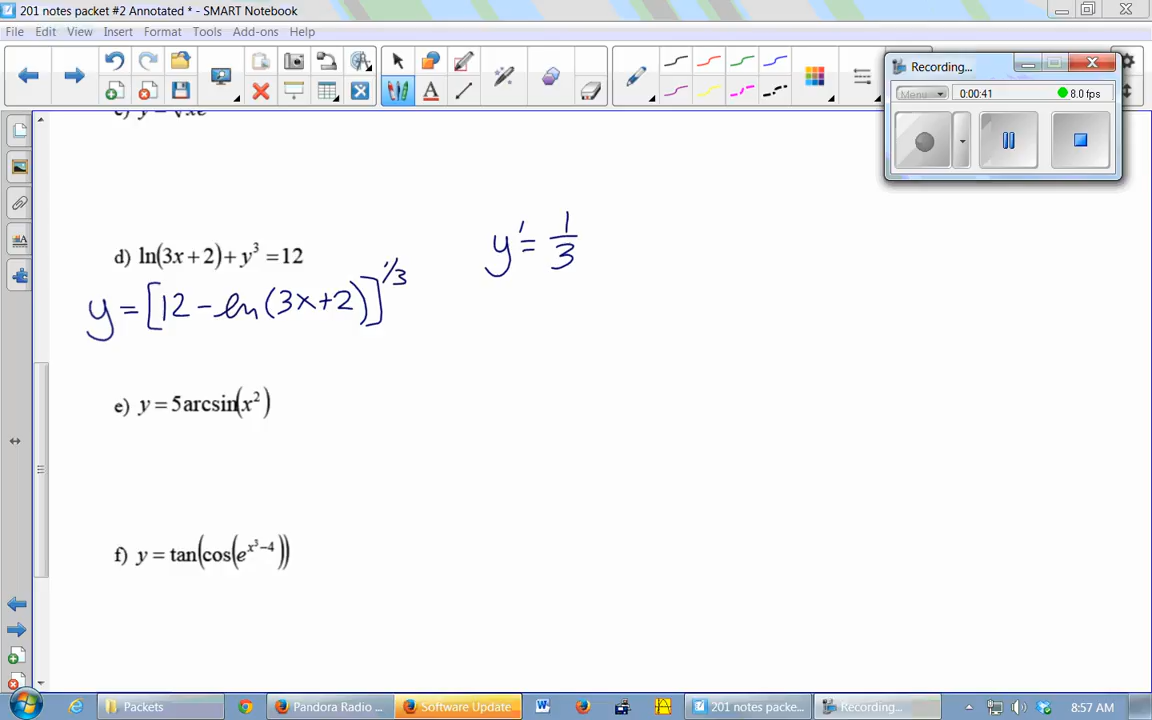 201 notes packet #2 Annotated * - SMART Notebook
File Edit View Insert Format Tools Add-ons Help
Recording...
Menu 0:00:41 8.0 fps
d) ln(3x+2)+y³ =12
y = [12 - ln(3x+2)]^1/3
y' = 1/3
e) y = 5arcsin(x²)
f) y = tan(cos(e^(x³-4)))
Packets
Pandora Radio ...
Software Update
201 notes packe...
Recording...
8:57 AM